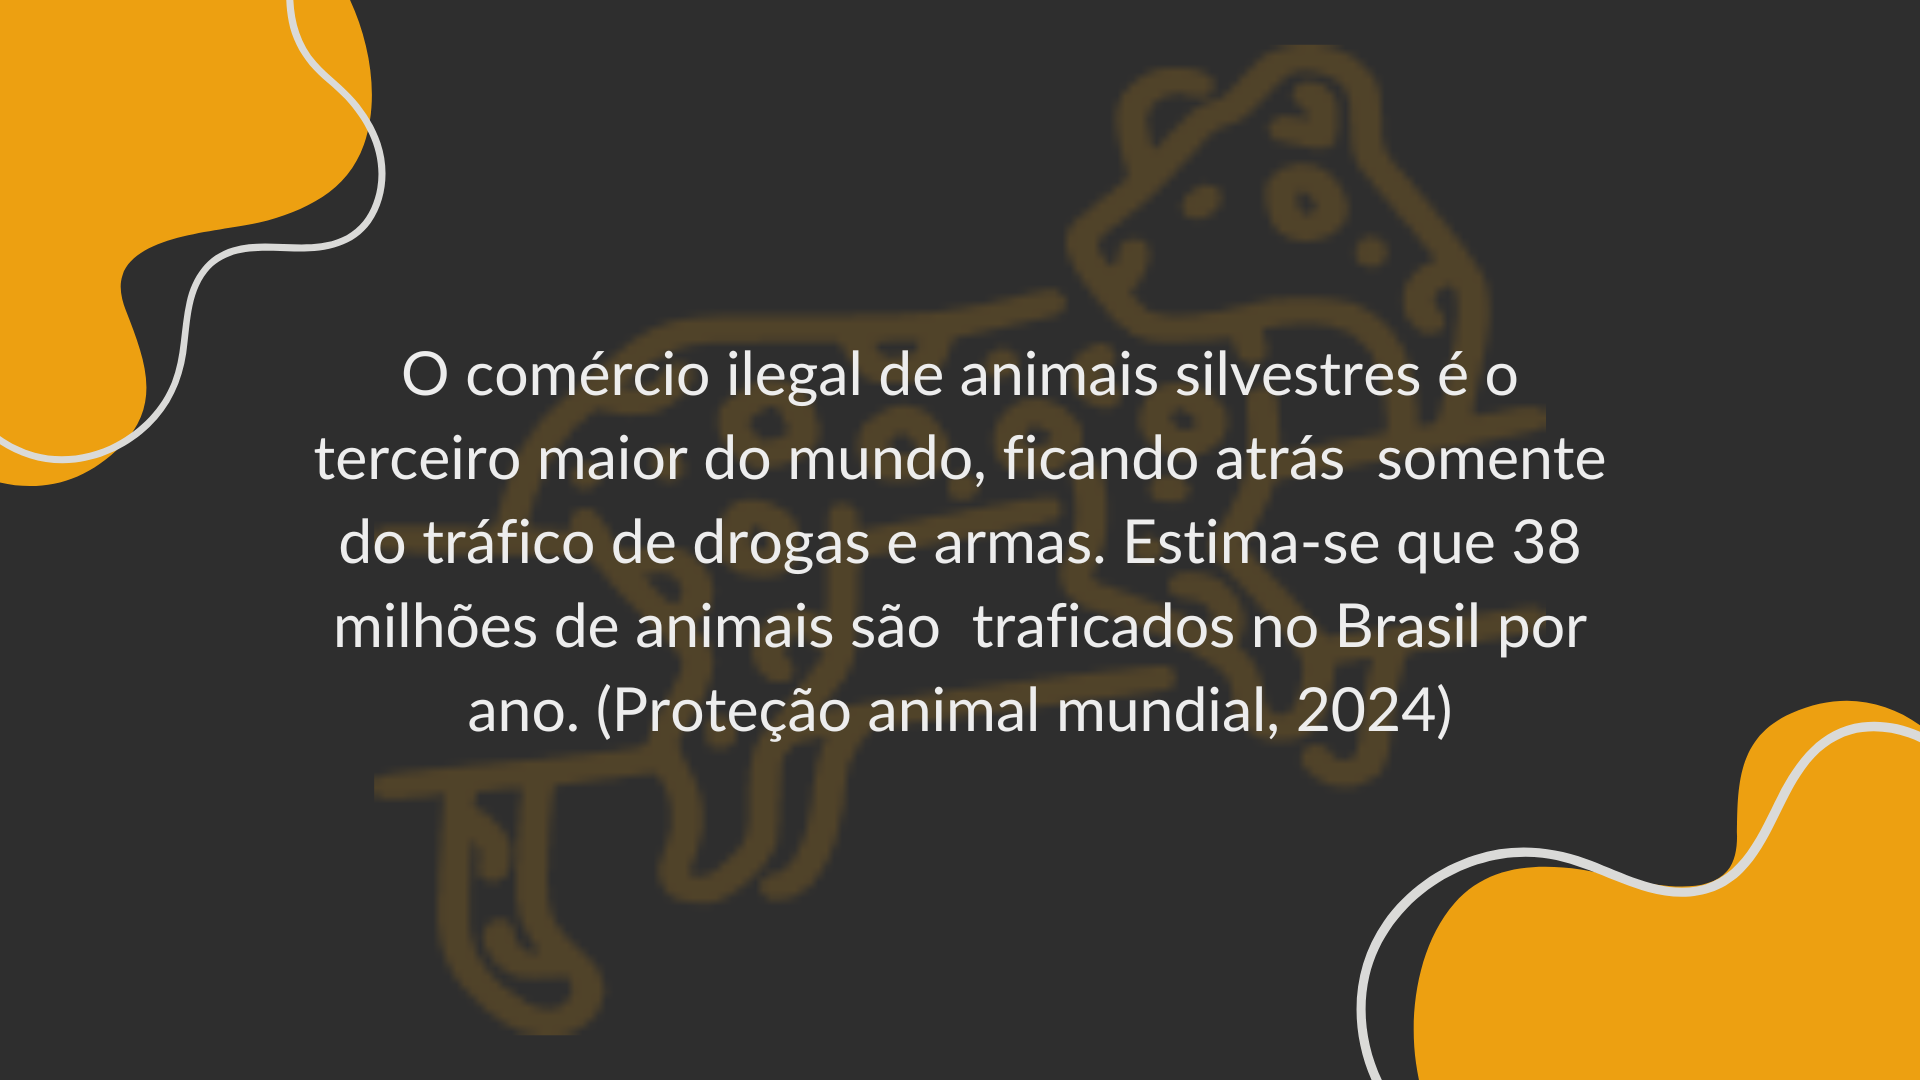 O comércio ilegal de animais silvestres é o
terceiro maior do mundo, ficando atrás  somente
do tráfico de drogas e armas. Estima-se que 38
milhões de animais são  traficados no Brasil por
ano. (Proteção animal mundial, 2024)